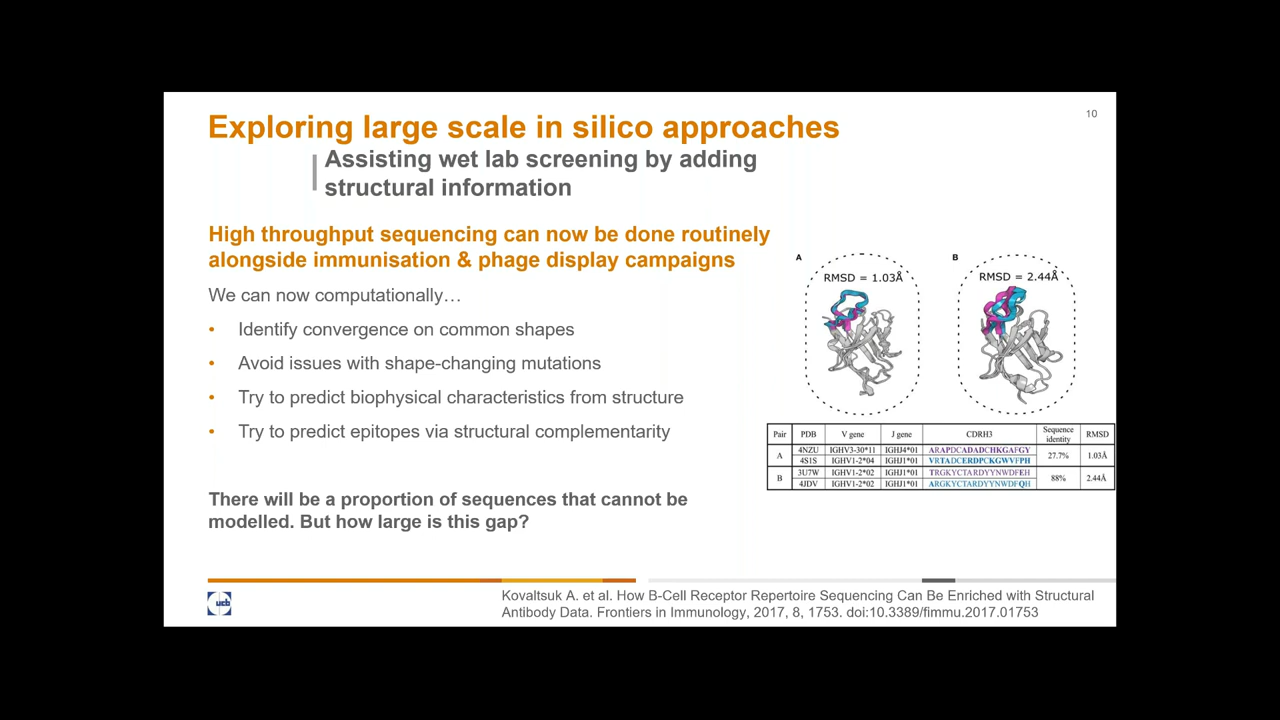 10
Exploring large scale in silico approaches
Assisting wet lab screening by adding
structural information
High throughput sequencing can now be done routinely
alongside immunisation & phage display campaigns
We can now computationally…
• Identify convergence on common shapes
• Avoid issues with shape-changing mutations
• Try to predict biophysical characteristics from structure
• Try to predict epitopes via structural complementarity
There will be a proportion of sequences that cannot be
modelled. But how large is this gap?
A
RMSD = 1.03Å
B
RMSD = 2.44Å
Pair PDB V gene J gene CDRH3 Sequence identity RMSD
A 4NZU IGHV3-30*11 IGHJ4*01 ARAPDCADADCHKGAFGY 27.7% 1.03Å
4S1S IGHV1-2*04 IGHJ1*01 VRTADCERDPCKGWVFPH
B 3U7W IGHV1-2*02 IGHJ1*01 TRGKYCTARDYYNWDFEH 88% 2.44Å
4JDV IGHV1-2*02 IGHJ1*01 ARGKYCTARDYYNWDFQH
ucb
Kovaltsuk A. et al. How B-Cell Receptor Repertoire Sequencing Can Be Enriched with Structural
Antibody Data. Frontiers in Immunology, 2017, 8, 1753. doi:10.3389/fimmu.2017.01753